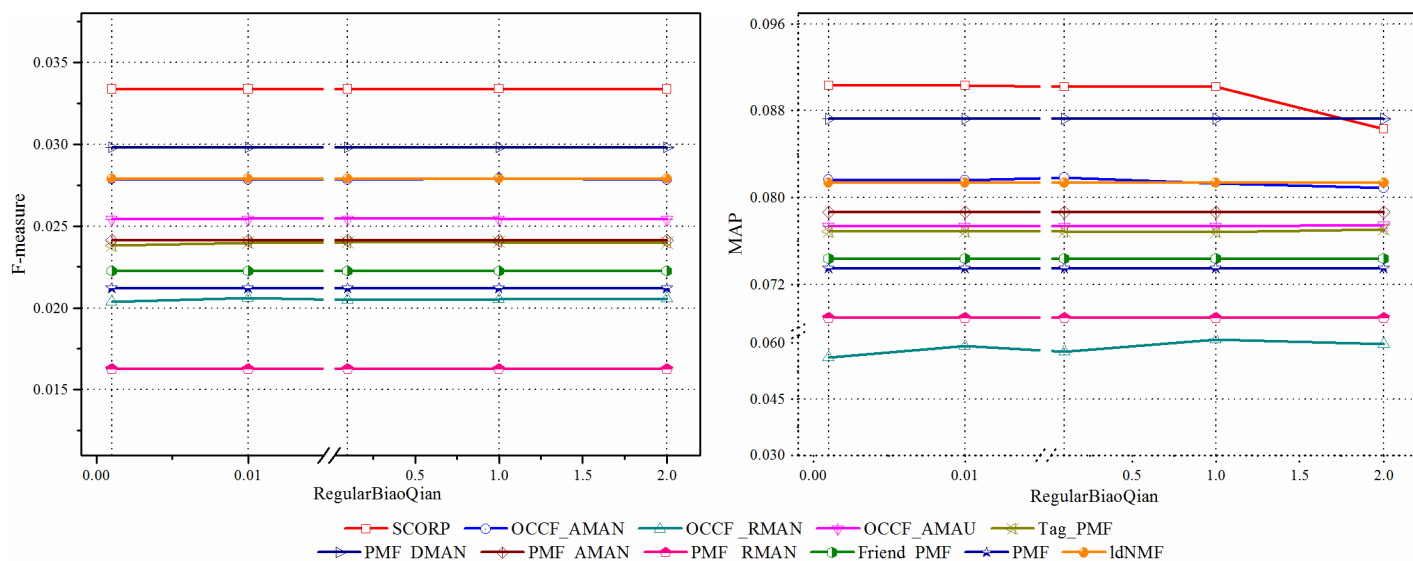 0.035
0.030
0.025
0.020
0.015
F-measure
0.00 0.01 0.5 1.0 1.5 2.0
RegularBiaoQian
0.096
0.088
0.080
0.072
0.060
0.045
0.030
MAP
0.00 0.01 0.5 1.0 1.5 2.0
RegularBiaoQian
SCORP OCCF_AMAN OCCF_RMAN OCCF_AMAU Tag_PMF
PMF_DMAN PMF_AMAN PMF_RMAN Friend_PMF PMF ldNMF